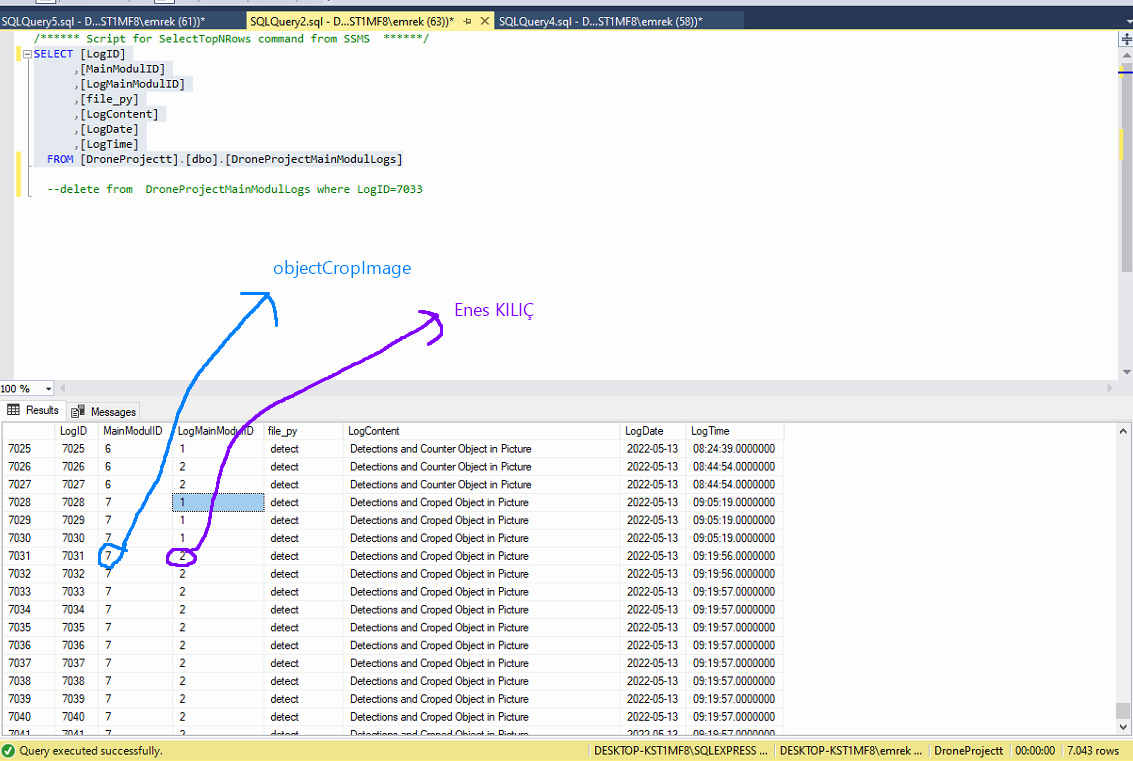 SQLQuery5.sql - D...ST1MF8\emrek (61))* SQLQuery2.sql - D...ST1MF8\emrek (63))* SQLQuery4.sql - D...ST1MF8\emrek (58))*
/****** Script for SelectTopNRows command from SSMS ******/
SELECT [LogID]
,[MainModulID]
,[LogMainModulID]
,[file_py]
,[LogContent]
,[LogDate]
,[LogTime]
FROM [DroneProjectt].[dbo].[DroneProjectMainModulLogs]
--delete from DroneProjectMainModulLogs where LogID=7033
objectCropImage
Enes KILIÇ
100 %
Results Messages
LogID MainModulID LogMainModulID file_py LogContent LogDate LogTime
7025 7025 6 1 detect Detections and Counter Object in Picture 2022-05-13 08:24:39.0000000
7026 7026 6 2 detect Detections and Counter Object in Picture 2022-05-13 08:44:54.0000000
7027 7027 6 2 detect Detections and Counter Object in Picture 2022-05-13 08:44:54.0000000
7028 7028 7 1 detect Detections and Croped Object in Picture 2022-05-13 09:05:19.0000000
7029 7029 7 1 detect Detections and Croped Object in Picture 2022-05-13 09:05:19.0000000
7030 7030 7 1 detect Detections and Croped Object in Picture 2022-05-13 09:05:19.0000000
7031 7031 7 2 detect Detections and Croped Object in Picture 2022-05-13 09:19:56.0000000
7032 7032 7 2 detect Detections and Croped Object in Picture 2022-05-13 09:19:56.0000000
7033 7033 7 2 detect Detections and Croped Object in Picture 2022-05-13 09:19:57.0000000
7034 7034 7 2 detect Detections and Croped Object in Picture 2022-05-13 09:19:57.0000000
7035 7035 7 2 detect Detections and Croped Object in Picture 2022-05-13 09:19:57.0000000
7036 7036 7 2 detect Detections and Croped Object in Picture 2022-05-13 09:19:57.0000000
7037 7037 7 2 detect Detections and Croped Object in Picture 2022-05-13 09:19:57.0000000
7038 7038 7 2 detect Detections and Croped Object in Picture 2022-05-13 09:19:57.0000000
7039 7039 7 2 detect Detections and Croped Object in Picture 2022-05-13 09:19:57.0000000
7040 7040 7 2 detect Detections and Croped Object in Picture 2022-05-13 09:19:57.0000000
7041 7041 7 2 detect Detections and Croped Object in Picture 2022-05-13 09:19:57.0000000
Query executed successfully. DESKTOP-KST1MF8\SQLEXPRESS ... DESKTOP-KST1MF8\emrek ... DroneProjectt 00:00:00 7.043 rows